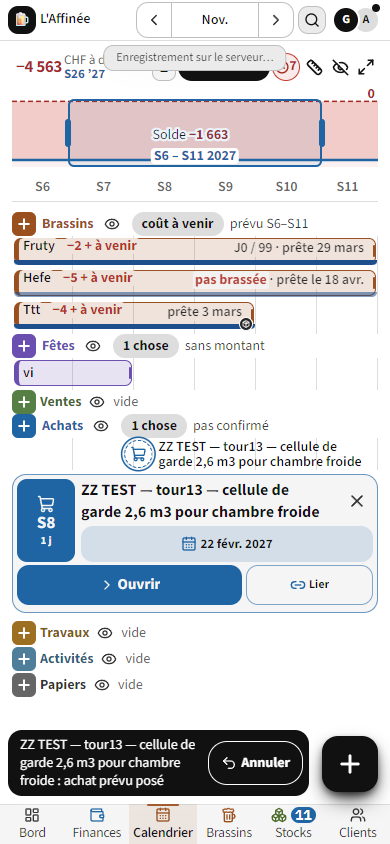 L'Affinée
Nov.
G
A
−4 563
CHF à d
S26 ’27
Enregistrement sur le serveur…
7
0
Solde −1 663
S6 – S11 2027
S6
S7
S8
S9
S10
S11
Brassins
coût à venir
prévu S6–S11
Fruty
−2 + à venir
J0 / 99 · prête 29 mars
Hefe
−5 + à venir
pas brassée · prête le 18 avr.
Ttt
−4 + à venir
prête 3 mars
Fêtes
1 chose
sans montant
vi
Ventes
vide
Achats
1 chose
pas confirmé
ZZ TEST — tour13 — cellule de
garde 2,6 m3 pour chambre froide
S8
1 j
ZZ TEST — tour13 — cellule de
garde 2,6 m3 pour chambre froide
22 févr. 2027
Ouvrir
Lier
Travaux
vide
Activités
vide
Papiers
vide
ZZ TEST — tour13 — cellule de
garde 2,6 m3 pour chambre
froide : achat prévu posé
Annuler
Bord
Finances
Calendrier
Brassins
Stocks
11
Clients